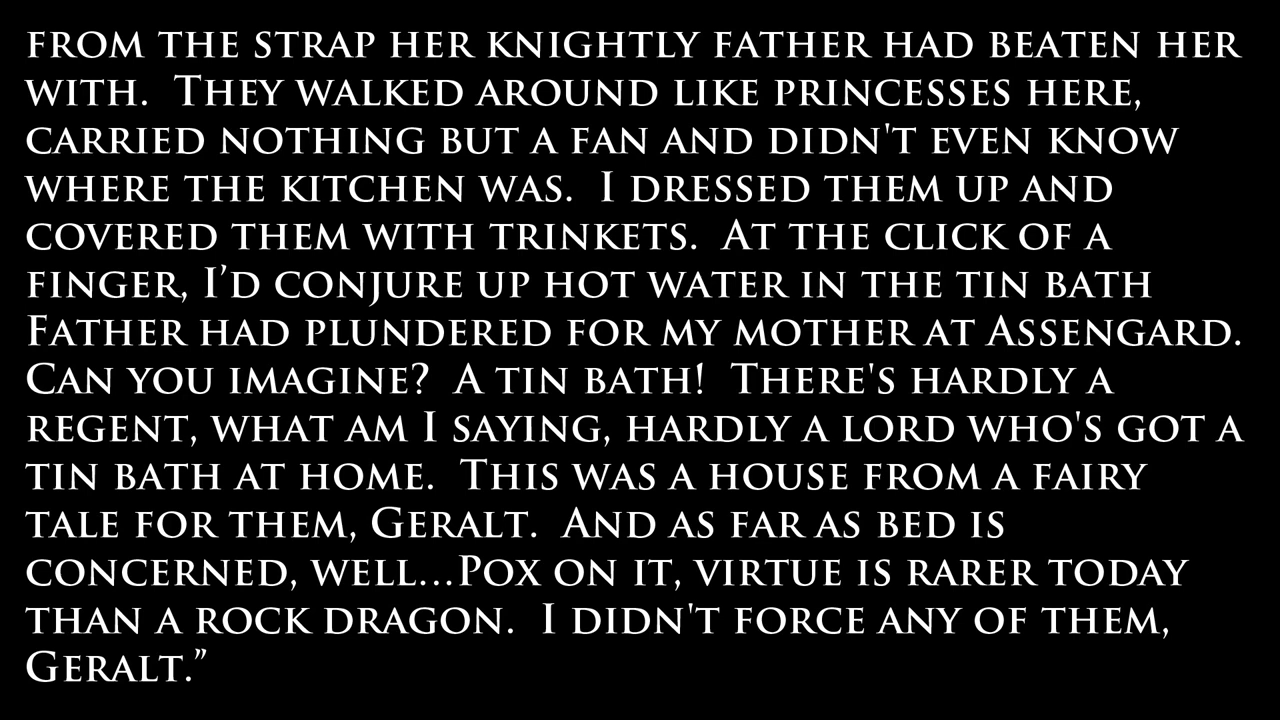 from the strap her knightly father had beaten her
with.  They walked around like princesses here,
carried nothing but a fan and didn't even know
where the kitchen was.  I dressed them up and
covered them with trinkets.  At the click of a
finger, I’d conjure up hot water in the tin bath
Father had plundered for my mother at Assengard.
Can you imagine?  A tin bath!  There's hardly a
regent, what am I saying, hardly a lord who's got a
tin bath at home.  This was a house from a fairy
tale for them, Geralt.  And as far as bed is
concerned, well…Pox on it, virtue is rarer today
than a rock dragon.  I didn't force any of them,
Geralt.”